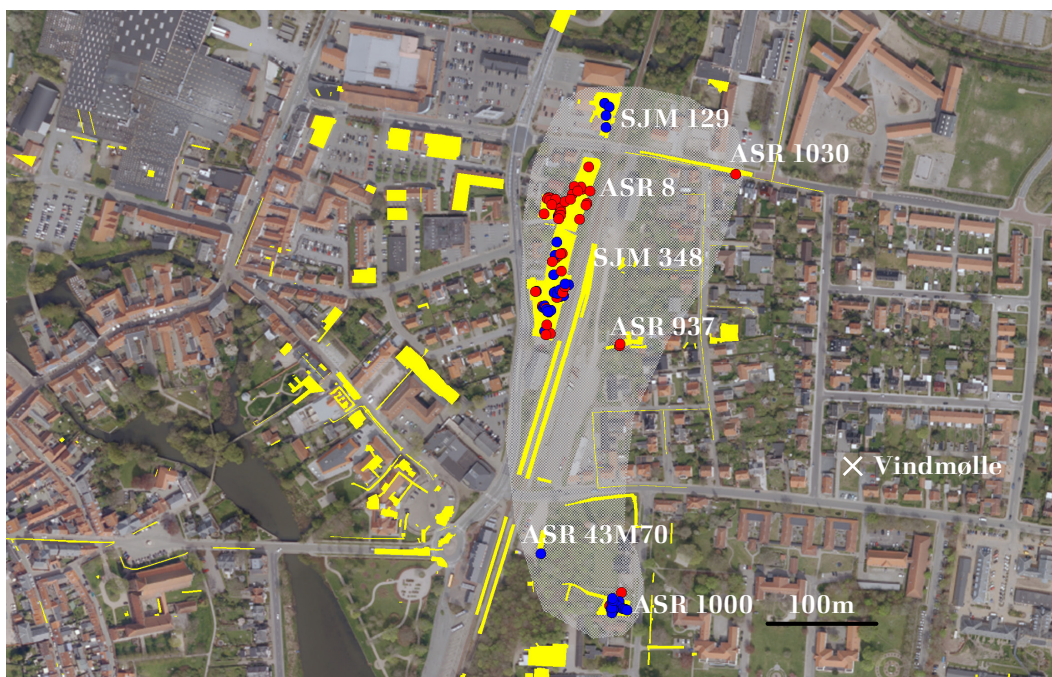 SJM 129
ASR 1030
ASR 8
SJM 348
ASR 937
Vindmølle
ASR 43M70
ASR 1000
100m